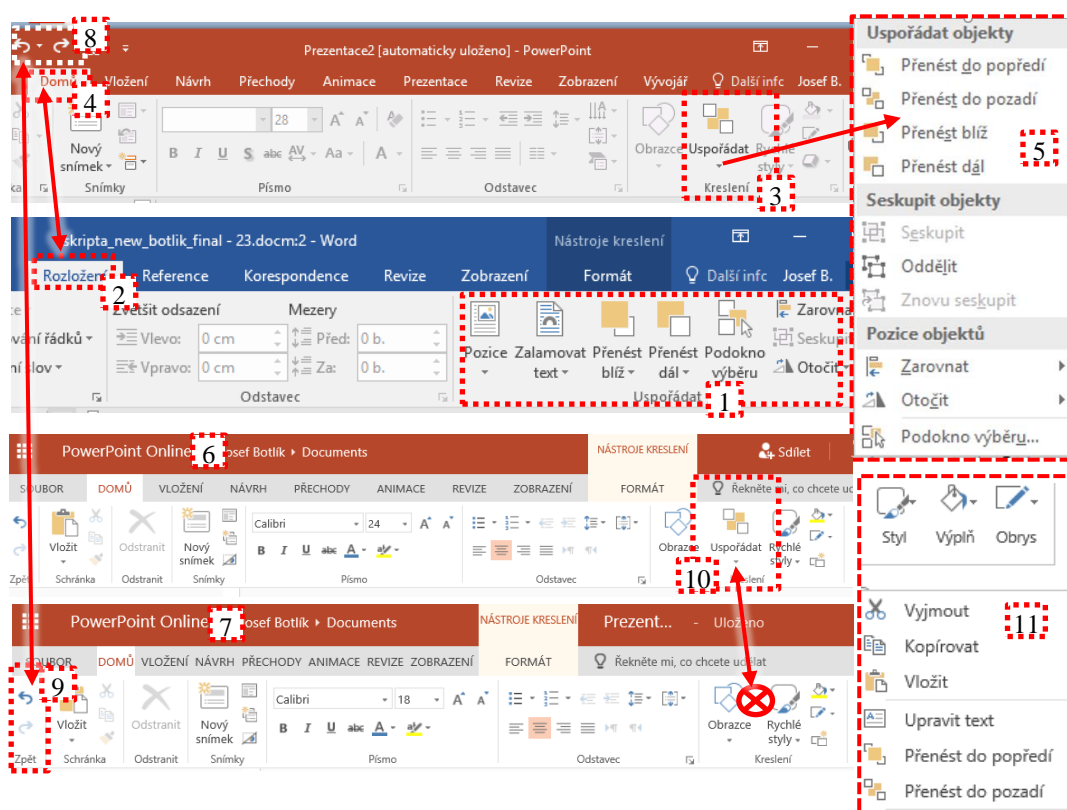 8
Prezentace2 [automaticky uloženo] - PowerPoint
Vložení Návrh Přechody Animace Prezentace Revize Zobrazení Vývojář Další infc Josef B.
4
28
Nový
snímek
B I U S abc AV Aa A
Obrazce Uspořádat
Snímky Písmo Odstavec Kreslení
3
Uspořádat objekty
Přenést do popředí
Přenést do pozadí
Přenést blíž
Přenést dál
5
Seskupit objekty
Seskupit
Oddělit
Znovu seskupit
Pozice objektů
Zarovnat
Otočit
Podokno výběru...
skripta_new_botlik_final - 23.docm:2 - Word Nástroje kreslení
Rozložení Reference Korespondence Revize Zobrazení Formát Další infc Josef B.
2
Zvětšit odsazení Mezery
Vlevo: 0 cm Před: 0 b.
Vpravo: 0 cm Za: 0 b.
Odstavec
Pozice Zalamovat text Přenést blíž Přenést dál Podokno výběru
Otočit
Uspořádat
1
PowerPoint Online 6 Josef Botlík Documents NÁSTROJE KRESLENÍ Sdílet
SOUBOR DOMŮ VLOŽENÍ NÁVRH PŘECHODY ANIMACE REVIZE ZOBRAZENÍ FORMÁT Řekněte mi, co chcete
Vložit Odstranit Nový snímek Calibri 24
B I U abc A
Obrazce Uspořádat Rychlé styly
Zpět Schránka Odstranit Snímky Písmo Odstavec
10
PowerPoint Online 7 Josef Botlík Documents NÁSTROJE KRESLENÍ Prezent... - Uloženo
SOUBOR DOMŮ VLOŽENÍ NÁVRH PŘECHODY ANIMACE REVIZE ZOBRAZENÍ FORMÁT Řekněte mi, co chcete udělat
9
Vložit Odstranit Nový snímek Calibri 18
B I U abc A
Obrazce Rychlé styly
Zpět Schránka Odstranit Snímky Písmo Odstavec Kreslení
Styl Výplň Obrys
Vyjmout
11
Kopírovat
Vložit
Upravit text
Přenést do popředí
Přenést do pozadí